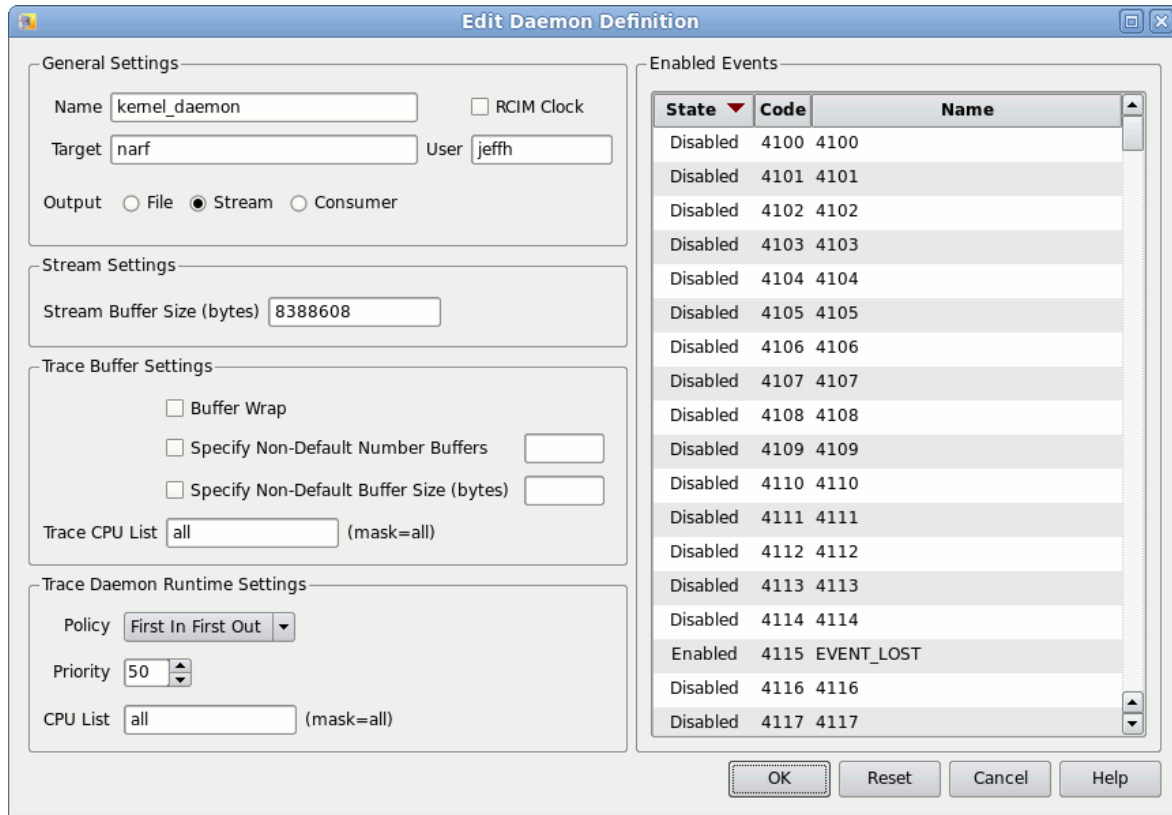 Edit Daemon Definition
General Settings
Name kernel_daemon RCIM Clock
Target narf User jeffh
Output File Stream Consumer
Stream Settings
Stream Buffer Size (bytes) 8388608
Trace Buffer Settings
Buffer Wrap
Specify Non-Default Number Buffers
Specify Non-Default Buffer Size (bytes)
Trace CPU List all (mask=all)
Trace Daemon Runtime Settings
Policy First In First Out
Priority 50
CPU List all (mask=all)
Enabled Events
State Code Name
Disabled 4100 4100
Disabled 4101 4101
Disabled 4102 4102
Disabled 4103 4103
Disabled 4104 4104
Disabled 4105 4105
Disabled 4106 4106
Disabled 4107 4107
Disabled 4108 4108
Disabled 4109 4109
Disabled 4110 4110
Disabled 4111 4111
Disabled 4112 4112
Disabled 4113 4113
Disabled 4114 4114
Enabled 4115 EVENT_LOST
Disabled 4116 4116
Disabled 4117 4117
OK Reset Cancel Help